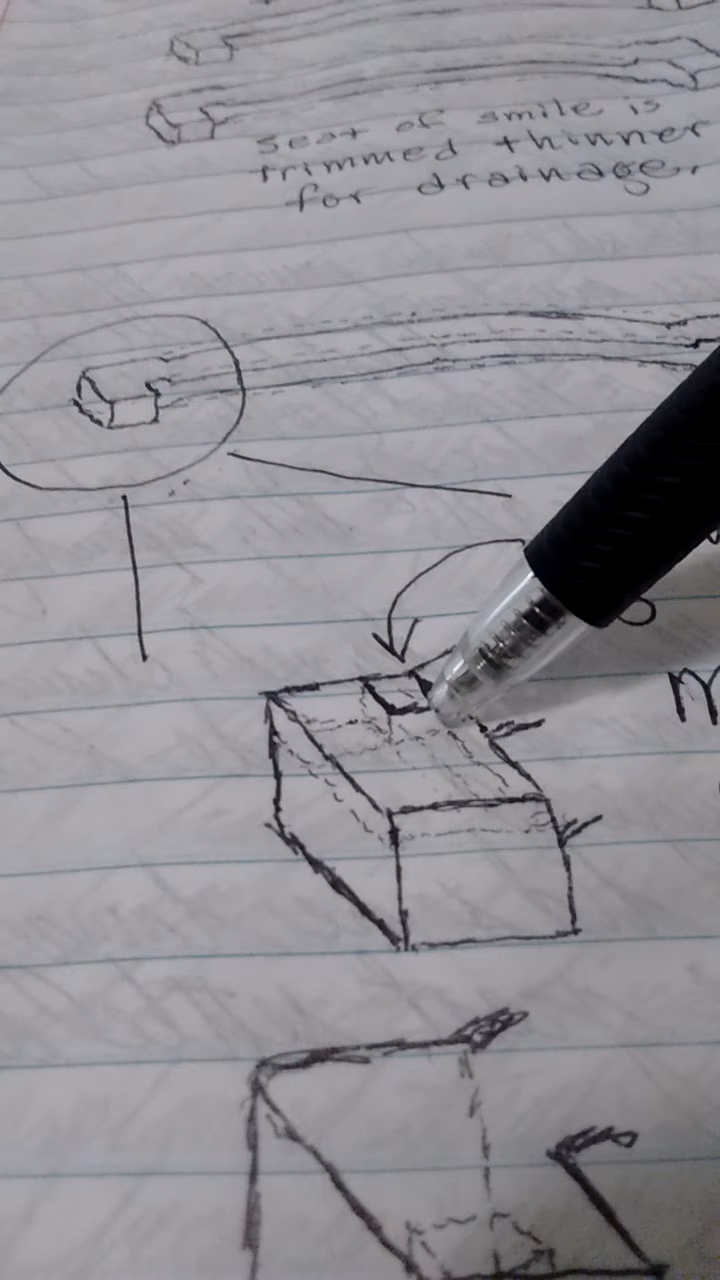 seat of smile is
trimmed thinner
for drainage.